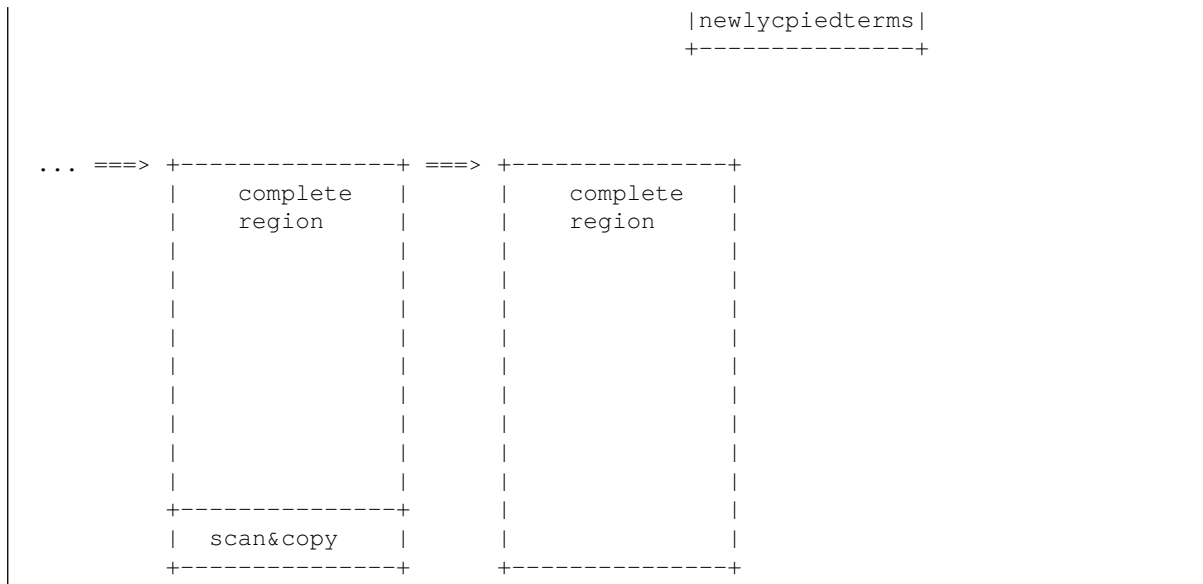 |newlycpiedterms|
+---------------+
... ===> +---------------+ ===> +---------------+
| complete | | complete |
| region | | region |
| | | |
| | | |
| | | |
| | | |
| | | |
| | | |
| | | |
| | | |
| | | |
+---------------+ | |
| scan&copy | | |
+---------------+ +---------------+